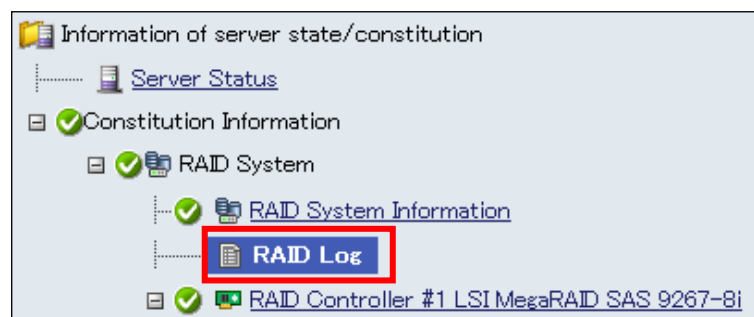 Information of server state/constitution
Server Status
Constitution Information
RAID System
RAID System Information
RAID Log
RAID Controller #1 LSI MegaRAID SAS 9267-8i